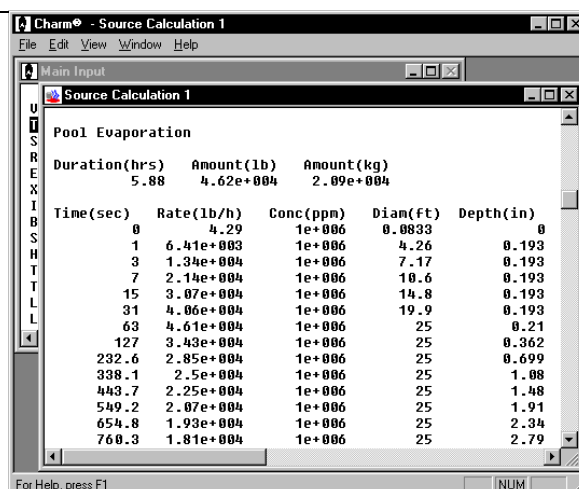 Charm® - Source Calculation 1
File Edit View Window Help
Main Input
Source Calculation 1
U
T
S
R
E
X
I
B
S
H
T
T
L
L
Pool Evaporation
Duration(hrs) Amount(lb) Amount(kg)
5.88 4.62e+004 2.09e+004
Time(sec) Rate(lb/h) Conc(ppm) Diam(ft) Depth(in)
0 4.29 1e+006 0.0833 0
1 6.41e+003 1e+006 4.26 0.193
3 1.34e+004 1e+006 7.17 0.193
7 2.14e+004 1e+006 10.6 0.193
15 3.07e+004 1e+006 14.8 0.193
31 4.06e+004 1e+006 19.9 0.193
63 4.61e+004 1e+006 25 0.21
127 3.43e+004 1e+006 25 0.362
232.6 2.85e+004 1e+006 25 0.699
338.1 2.5e+004 1e+006 25 1.08
443.7 2.25e+004 1e+006 25 1.48
549.2 2.07e+004 1e+006 25 1.91
654.8 1.93e+004 1e+006 25 2.34
760.3 1.81e+004 1e+006 25 2.79
For Help, press F1
NUM